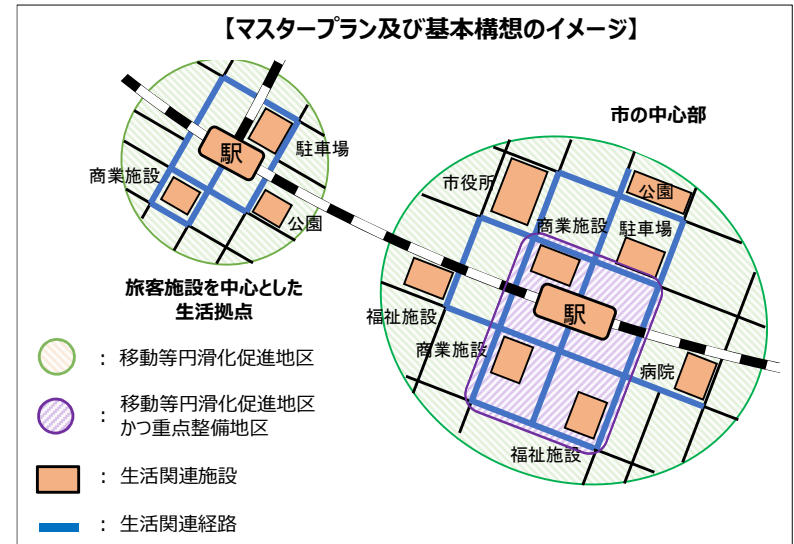 【マスタープラン及び基本構想のイメージ】
市の中心部
駅
駐車場
商業施設
公園
旅客施設を中心とした
生活拠点
市役所
公園
商業施設
駐車場
駅
福祉施設
商業施設
病院
福祉施設
： 移動等円滑化促進地区
： 移動等円滑化促進地区
かつ重点整備地区
： 生活関連施設
： 生活関連経路